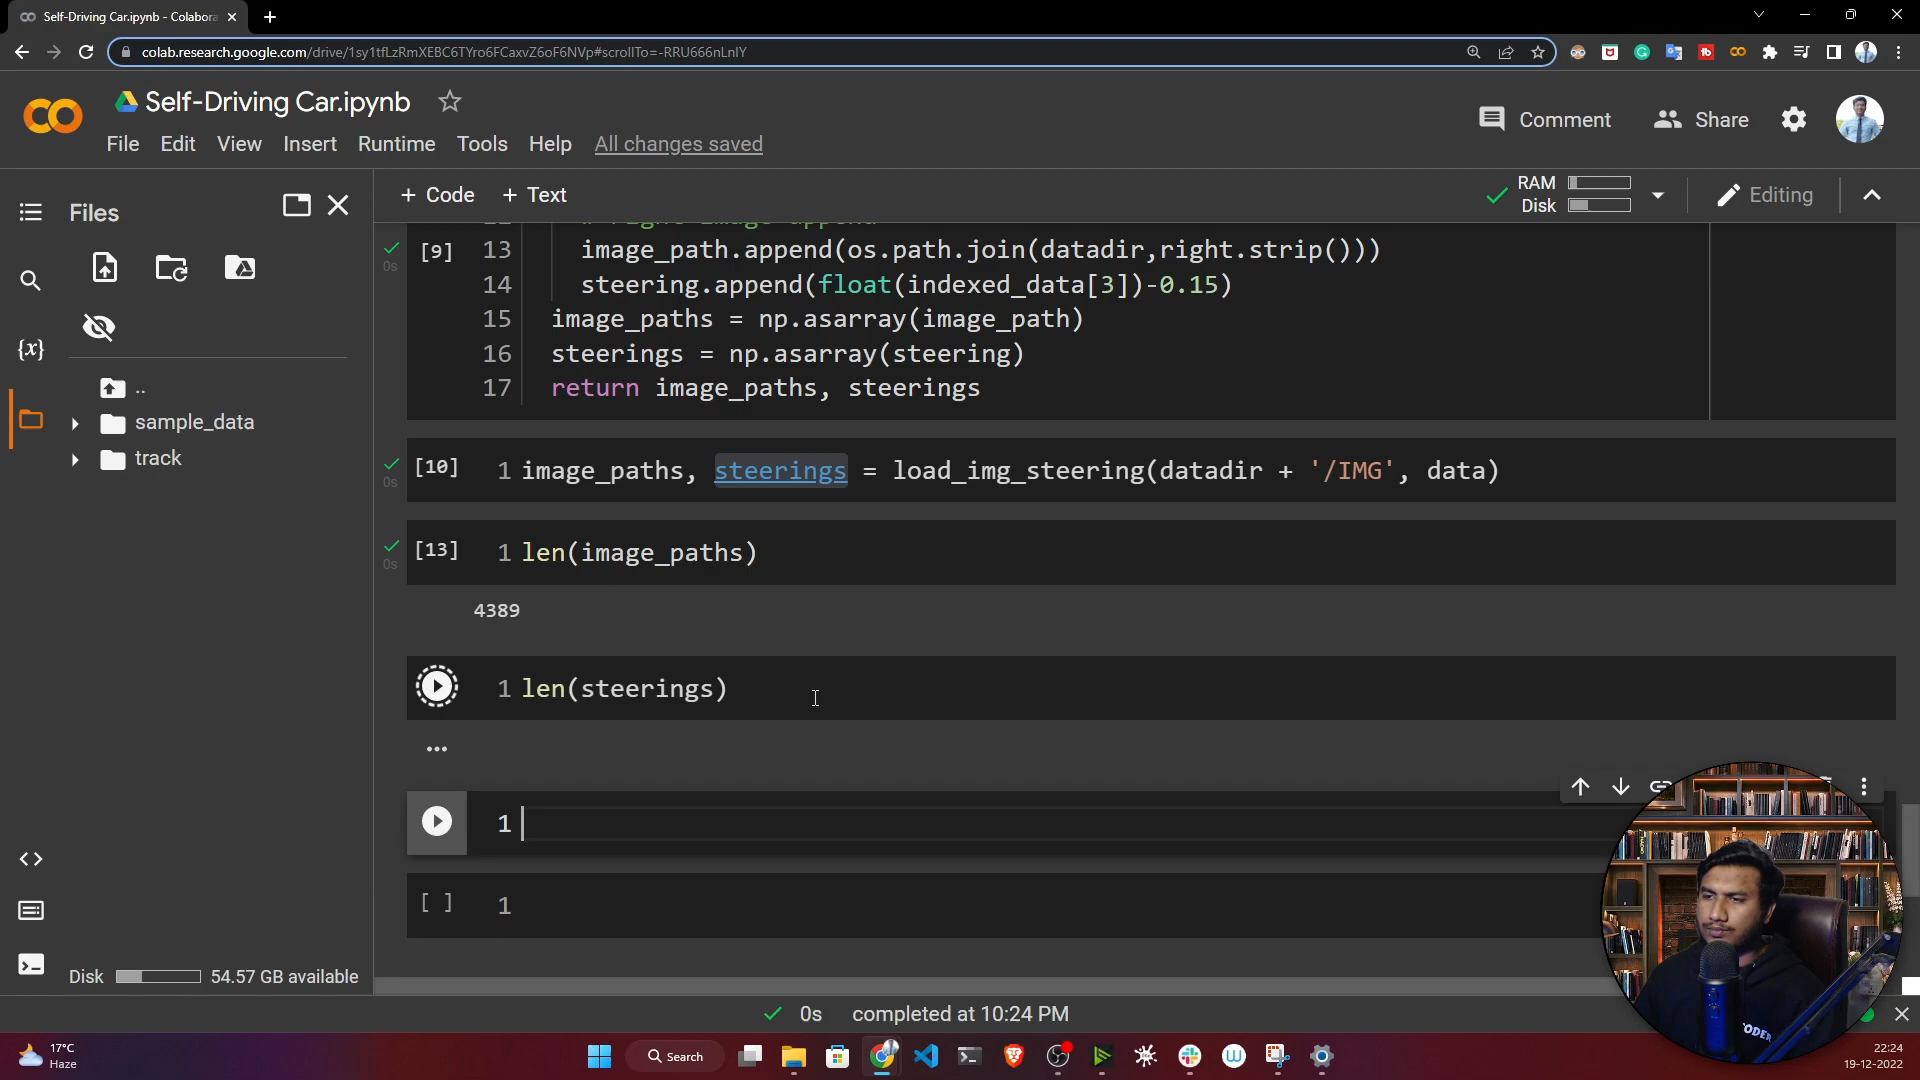 Self-Driving Car.ipynb - Colabora
colab.research.google.com/drive/1sy1tfLzRmXEBC6TYro6FCaxvZ6oF6NVp#scrollTo=-RRU666nLnlY
Self-Driving Car.ipynb
File Edit View Insert Runtime Tools Help All changes saved
Comment Share
Files
+ Code + Text
RAM
Disk
Editing
..
sample_data
track
Disk 54.57 GB available
[9] 13 image_path.append(os.path.join(datadir,right.strip()))
0s
14 steering.append(float(indexed_data[3])-0.15)
15 image_paths = np.asarray(image_path)
16 steerings = np.asarray(steering)
17 return image_paths, steerings
[10] 1 image_paths, steerings = load_img_steering(datadir + '/IMG', data)
0s
[13] 1 len(image_paths)
0s
4389
1 len(steerings)
...
1
[ ] 1
0s completed at 10:24 PM
17°C
Haze
Search
22:24
19-12-2022